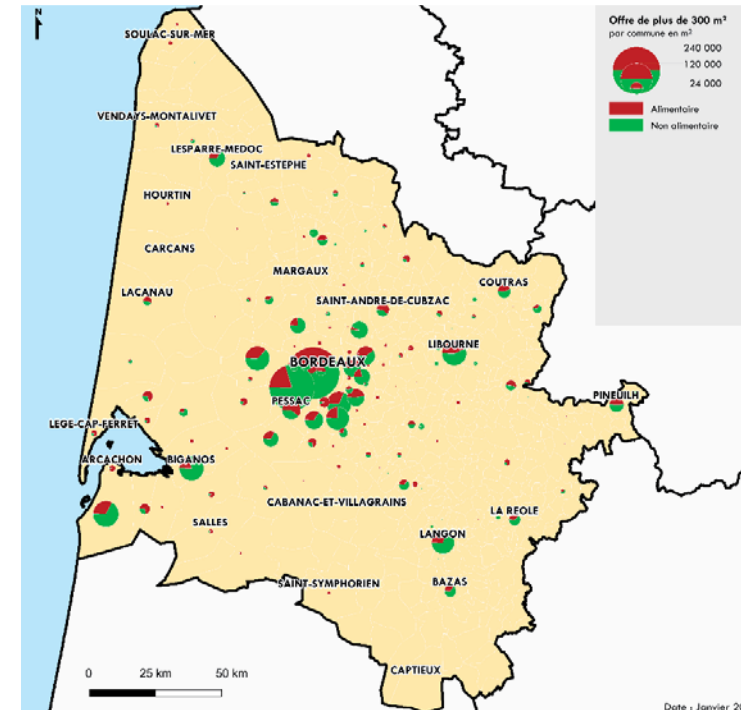 N
Offre de plus de 300 m²
par commune en m²
240 000
120 000
24 000
Alimentaire
Non alimentaire
SOULAC-SUR-MER
VENDAYS-MONTALIVET
LESPARRE-MEDOC
SAINT-ESTEPHE
HOURTIN
CARCANS
MARGAUX
LACANAU
COUTRAS
SAINT-ANDRE-DE-CUBZAC
LIBOURNE
BORDEAUX
PESSAC
PINEUILH
LEGE-CAP-FERRET
ARCACHON
BIGANOS
CABANAC-ET-VILLAGRAINS
SALLES
LA REOLE
LANGON
SAINT-SYMPHORIEN
BAZAS
CAPTIEUX
0 25 km 50 km
Date : Janvier 20